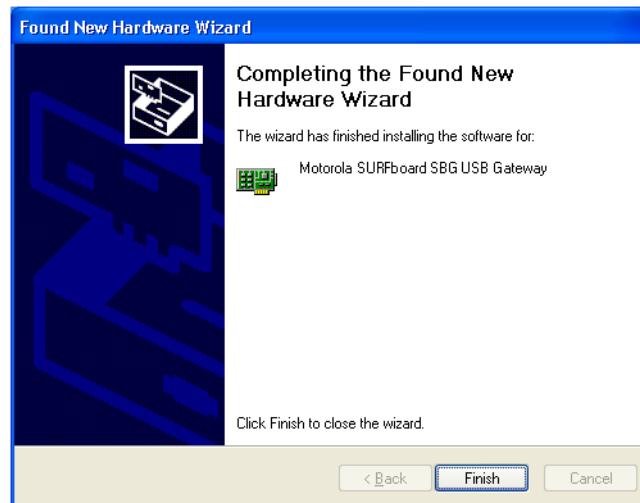 Found New Hardware Wizard
Completing the Found New
Hardware Wizard
The wizard has finished installing the software for:
Motorola SURFboard SBG USB Gateway
Click Finish to close the wizard.
< Back
Finish
Cancel